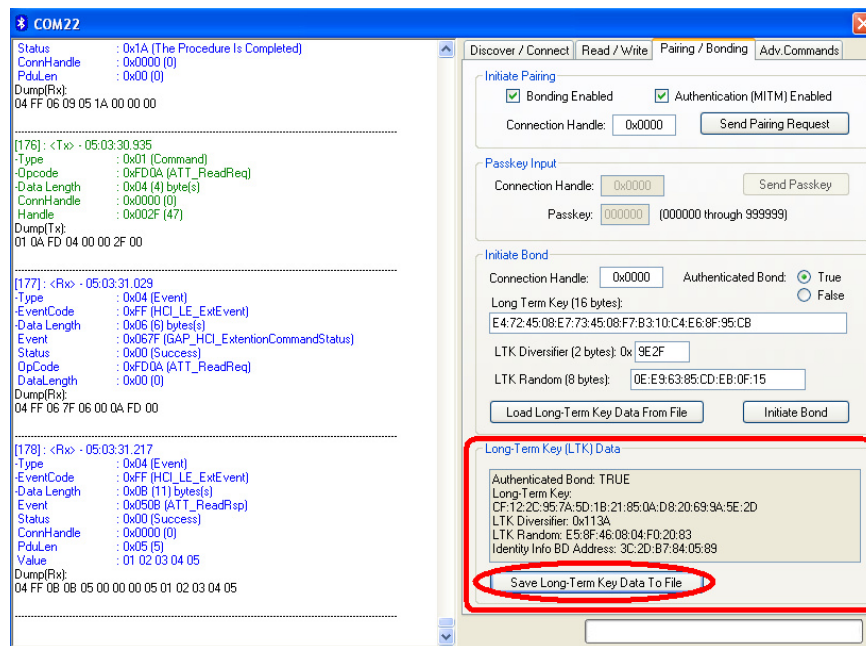 COM22
Status : 0x1A (The Procedure Is Completed)
ConnHandle : 0x0000 (0)
PduLen : 0x00 (0)
Dump(Rx):
04 FF 06 09 05 1A 00 00 00
[176] : <Tx> - 05:03:30.935
-Type : 0x01 (Command)
-Opcode : 0xFD0A (ATT_ReadReq)
-Data Length : 0x04 (4) byte(s)
ConnHandle : 0x0000 (0)
Handle : 0x002F (47)
Dump(Tx):
01 0A FD 04 00 00 2F 00
[177] : <Rx> - 05:03:31.029
-Type : 0x04 (Event)
-EventCode : 0xFF (HCI_LE_ExtEvent)
-Data Length : 0x06 (6) bytes(s)
Event : 0x067F (GAP_HCI_ExtentionCommandStatus)
Status : 0x00 (Success)
OpCode : 0xFD0A (ATT_ReadReq)
DataLength : 0x00 (0)
Dump(Rx):
04 FF 06 7F 06 00 0A FD 00
[178] : <Rx> - 05:03:31.217
-Type : 0x04 (Event)
-EventCode : 0xFF (HCI_LE_ExtEvent)
-Data Length : 0x0B (11) bytes(s)
Event : 0x050B (ATT_ReadRsp)
Status : 0x00 (Success)
ConnHandle : 0x0000 (0)
PduLen : 0x05 (5)
Value : 01 02 03 04 05
Dump(Rx):
04 FF 0B 0B 05 00 00 00 05 01 02 03 04 05
Discover / Connect Read / Write Pairing / Bonding Adv.Commands
Initiate Pairing
Bonding Enabled Authentication (MITM) Enabled
Connection Handle: 0x0000 Send Pairing Request
Passkey Input
Connection Handle: 0x0000 Send Passkey
Passkey: 000000 (000000 through 999999)
Initiate Bond
Connection Handle: 0x0000 Authenticated Bond: True
False
Long Term Key (16 bytes):
E4:72:45:08:E7:73:45:08:F7:B3:10:C4:E6:8F:95:CB
LTK Diversifier (2 bytes): 0x 9E2F
LTK Random (8 bytes): 0E:E9:63:85:CD:EB:0F:15
Load Long-Term Key Data From File Initiate Bond
Long-Term Key (LTK) Data
Authenticated Bond: TRUE
Long-Term Key:
CF:12:2C:95:7A:5D:1B:21:85:0A:D8:20:69:9A:5E:2D
LTK Diversifier: 0x113A
LTK Random: E5:8F:46:08:04:F0:20:83
Identity Info BD Address: 3C:2D:B7:84:05:89
Save Long-Term Key Data To File